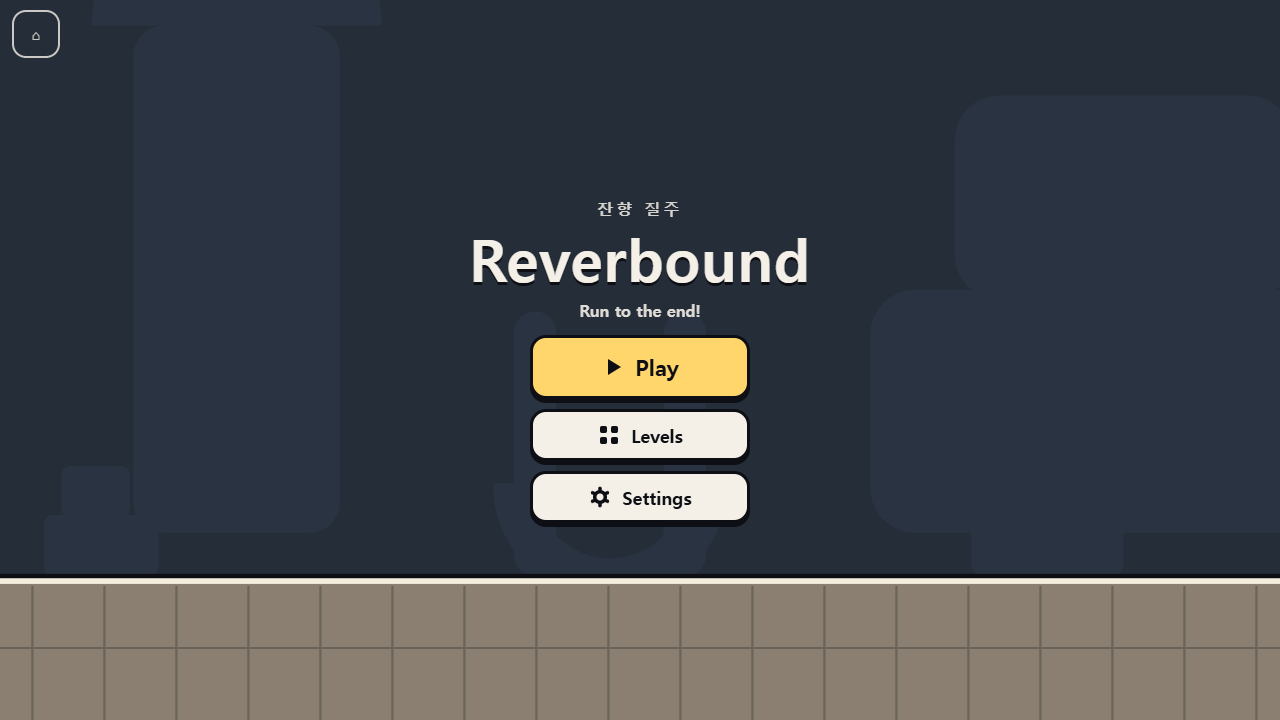 잔향 질주
Reverbound
Run to the end!
Play
Levels
Settings